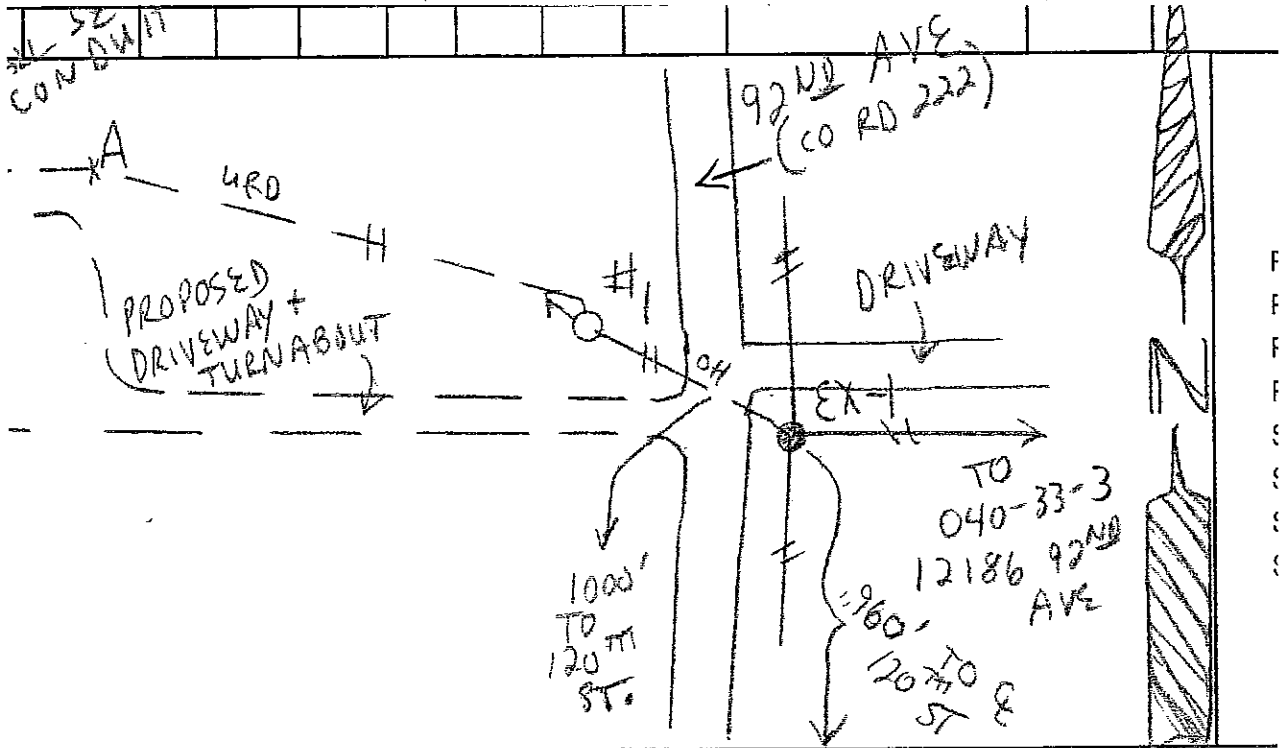 CONDUIT
92ND AVE
(CO RD 222)
A
URD
#1
DRIVEWAY
PROPOSED
DRIVEWAY +
TURNABOUT
OH
EX-1
N
TO
040-33-3
12186 92ND
AVE
1000'
TO
120TH
ST.
TO
120TH
ST